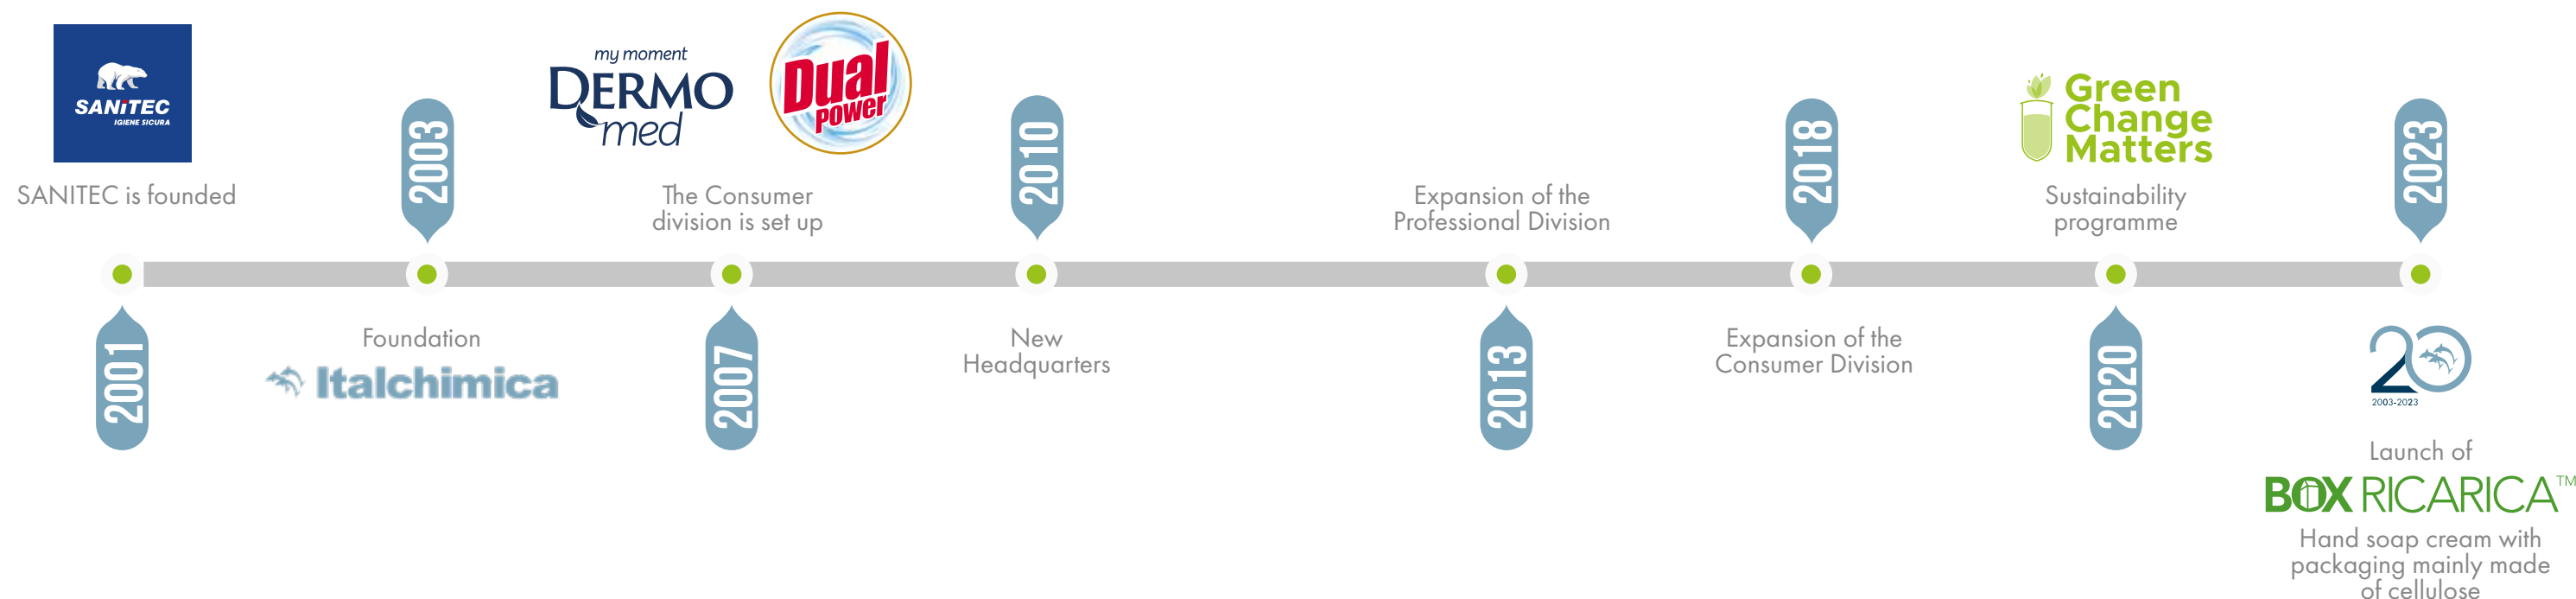 SANiTEC
IGIENE SICURA
SANITEC is founded
2001
2003
Foundation
Italchimica
my moment
DERMO
med
Dual
POWER
The Consumer
division is set up
2007
2010
New
Headquarters
Expansion of the
Professional Division
2013
2018
Expansion of the
Consumer Division
Green
Change
Matters
Sustainability
programme
2020
2023
20
2003-2023
Launch of
BOX RICARICA™
Hand soap cream with
packaging mainly made
of cellulose